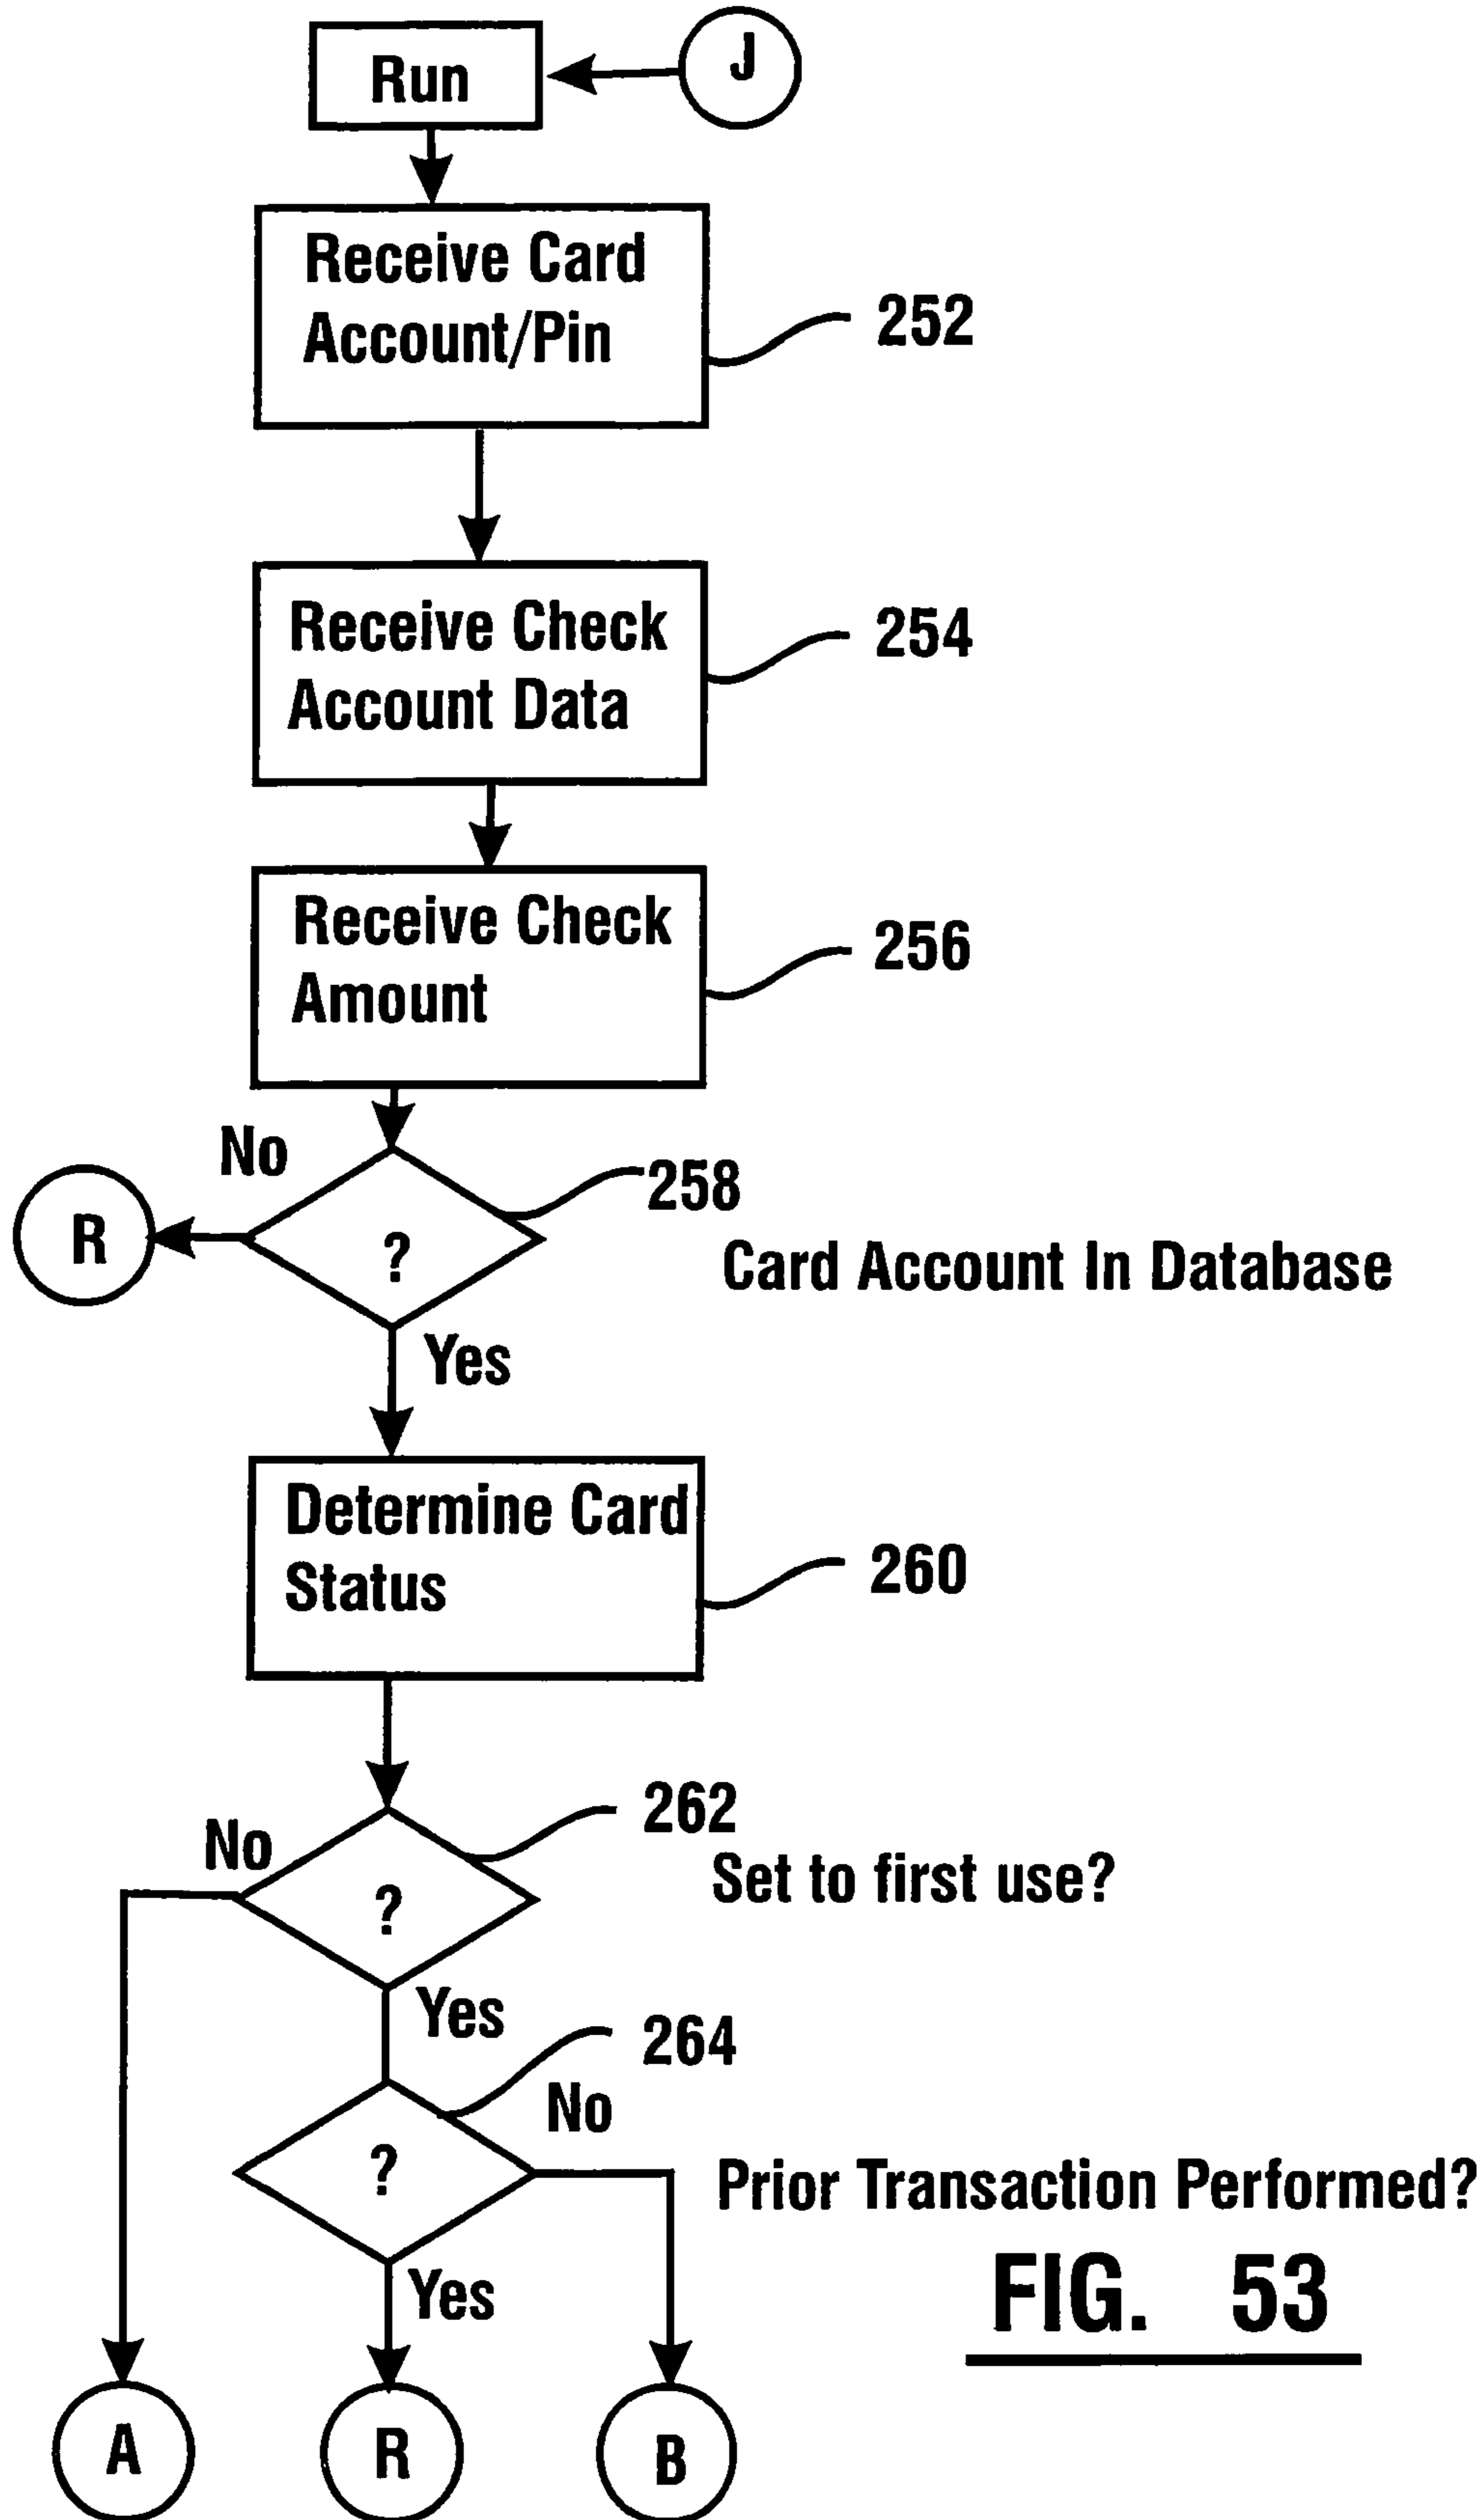 Run
J
Receive Card
Account/Pin
252
Receive Check
Account Data
254
Receive Check
Amount
256
No
258
R
?
Card Account In Database
Yes
Determine Card
Status
260
No
262
Set to first use?
?
Yes
264
No
?
Prior Transaction Performed?
Yes
FIG. 53
A
R
B